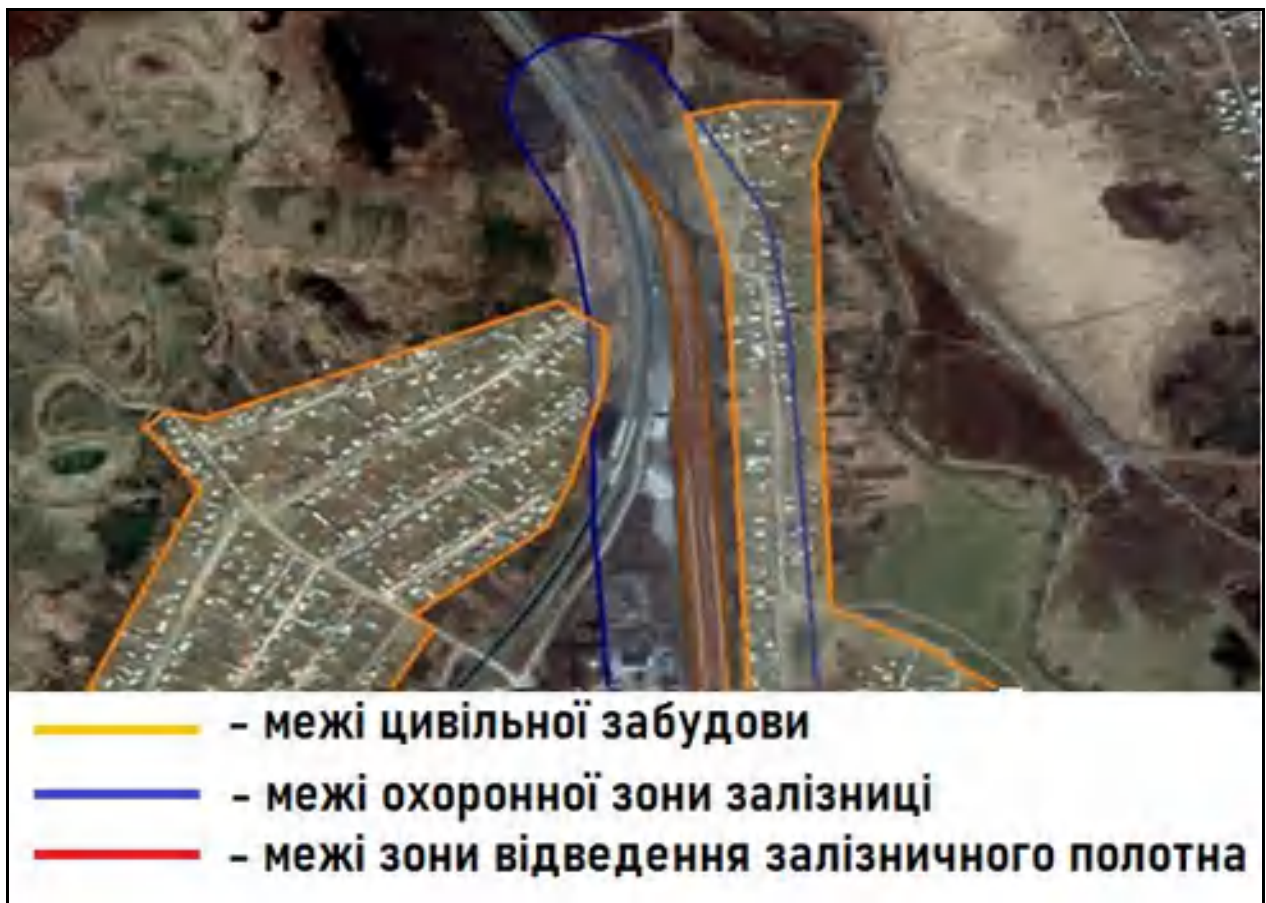 - межі цивільної забудови
- межі охоронної зони залізниці
- межі зони відведення залізничного полотна